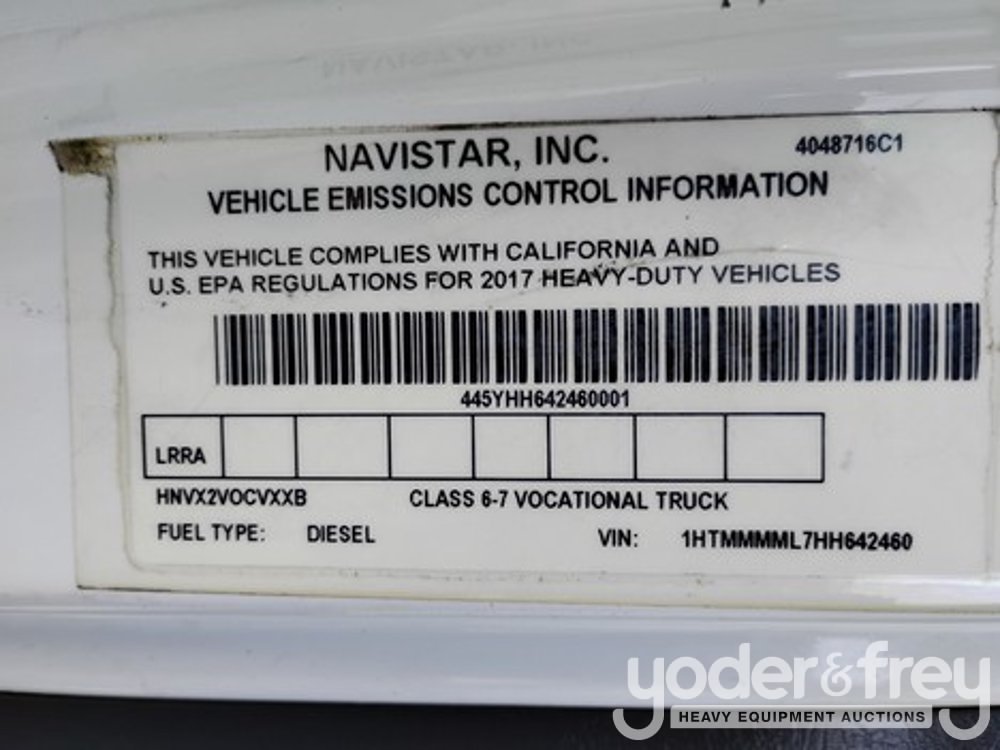 NAVISTAR, INC.
4048716C1
VEHICLE EMISSIONS CONTROL INFORMATION
THIS VEHICLE COMPLIES WITH CALIFORNIA AND
U.S. EPA REGULATIONS FOR 2017 HEAVY-DUTY VEHICLES
445YHH642460001
LRRA
HNVX2VOCVXXB CLASS 6-7 VOCATIONAL TRUCK
FUEL TYPE: DIESEL VIN: 1HTMMMML7HH642460
yoder&frey
HEAVY EQUIPMENT AUCTIONS